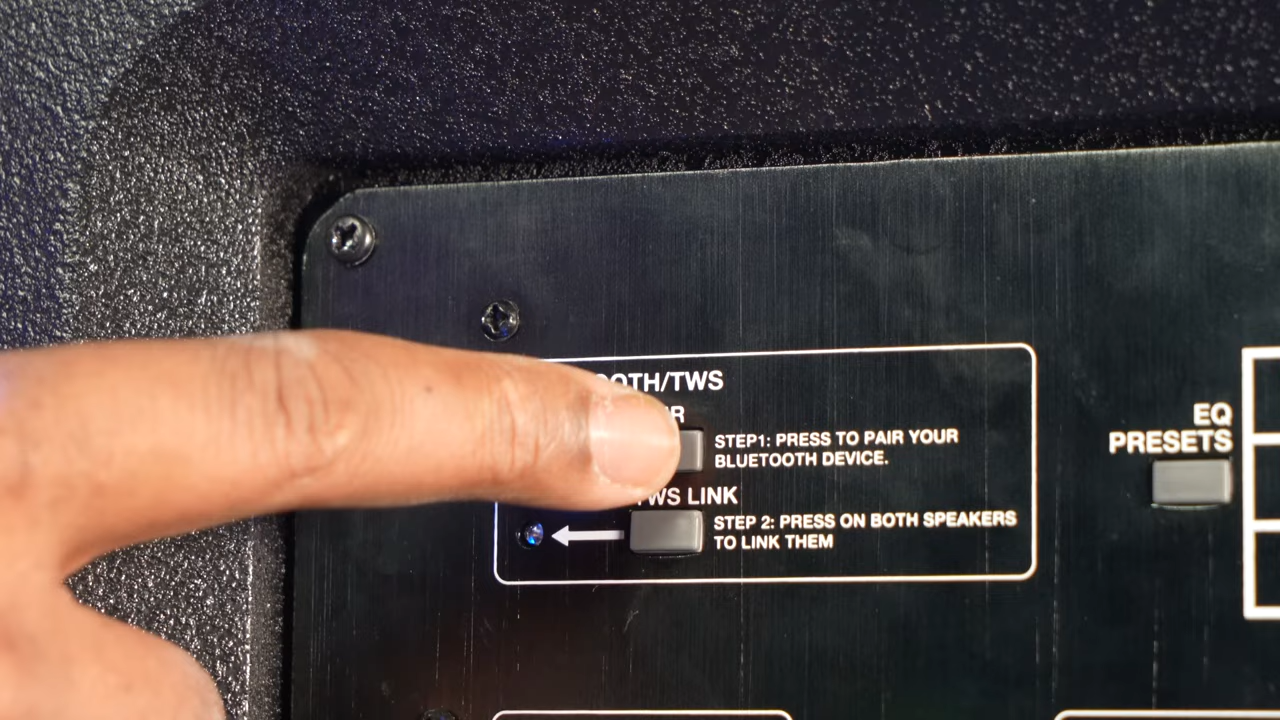 OOTH/TWS
R
STEP1: PRESS TO PAIR YOUR
BLUETOOTH DEVICE.
TWS LINK
STEP 2: PRESS ON BOTH SPEAKERS
TO LINK THEM
EQ
PRESETS